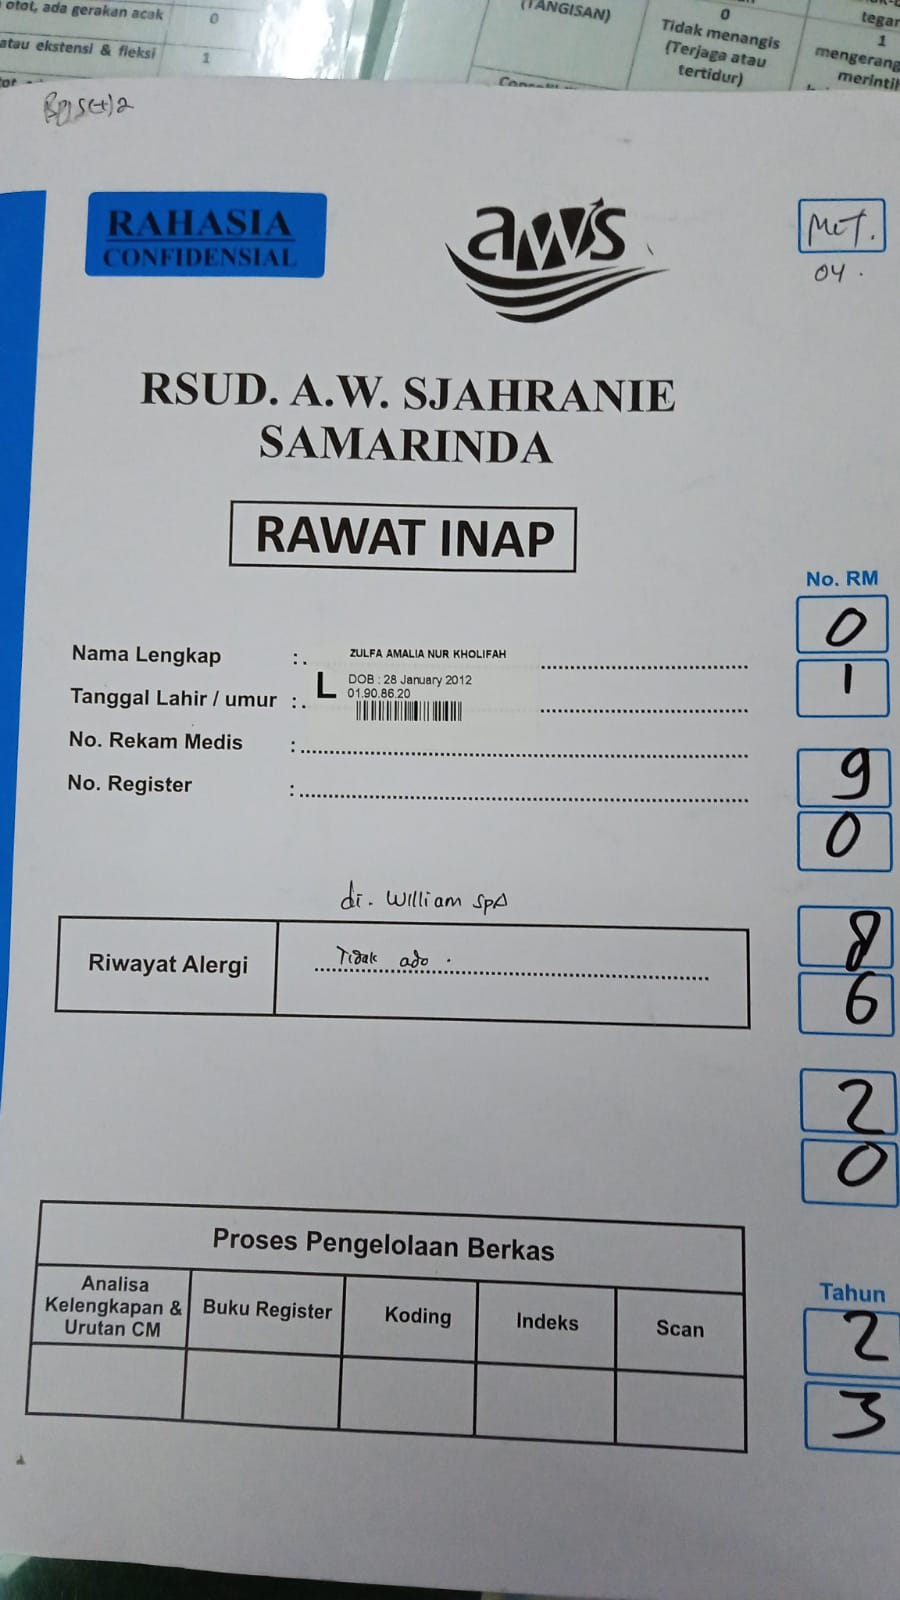 otot, ada gerakan acak
0
atau ekstensi & fleksi
1
(TANGISAN)
0
Tidak menangis
(Terjaga atau
tertidur)
tegar
1
mengerang
merintih
BPJS(+)2
RAHASIA
CONFIDENSIAL
aws
04.
RSUD. A.W. SJAHRANIE
SAMARINDA
RAWAT INAP
No. RM
0
1
9
0
8
6
2
0
Nama Lengkap :. ZULFA AMALIA NUR KHOLIFAH
L DOB : 28 January 2012
Tanggal Lahir / umur :. 01.90.86.20
No. Rekam Medis :
No. Register :
dr. William SpA
Riwayat Alergi Tidak ada .
Proses Pengelolaan Berkas
Analisa
Kelengkapan &
Urutan CM
Buku Register
Koding
Indeks
Scan
Tahun
2
3